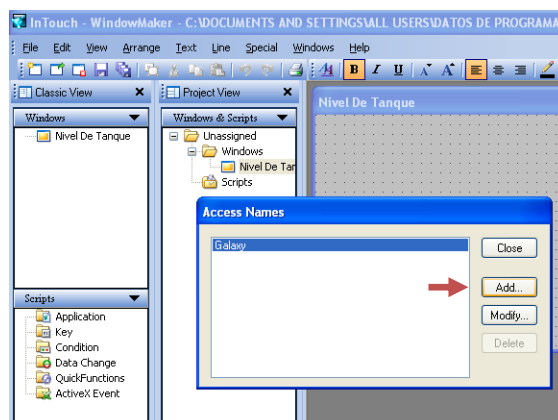 InTouch - WindowMaker - C:\DOCUMENTS AND SETTINGS\ALL USERS\DATOS DE PROGRAMA
File Edit View Arrange Text Line Special Windows Help
B I U A A
Classic View
Project View
Windows
Nivel De Tanque
Windows & Scripts
Unassigned
Windows
Nivel De Tan
Scripts
Nivel De Tanque
Access Names
Galaxy
Close
Add...
Modify...
Delete
Scripts
Application
Key
Condition
Data Change
QuickFunctions
ActiveX Event